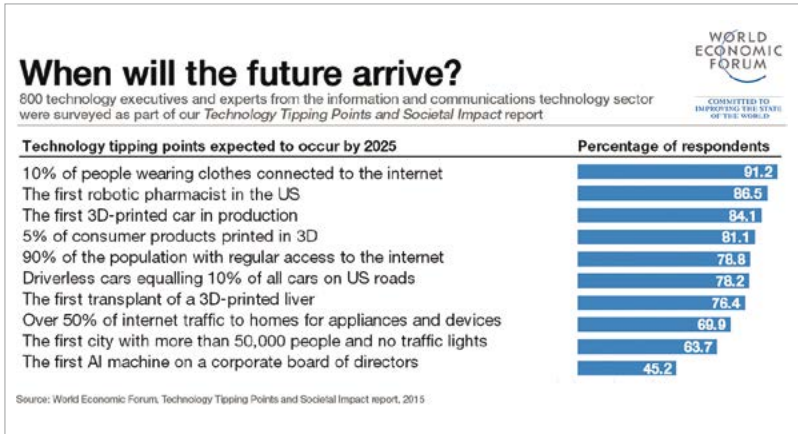 WORLD
ECONOMIC
FORUM
COMMITTED TO
IMPROVING THE STATE
OF THE WORLD
When will the future arrive?
800 technology executives and experts from the information and communications technology sector
were surveyed as part of our Technology Tipping Points and Societal Impact report
Technology tipping points expected to occur by 2025 Percentage of respondents
10% of people wearing clothes connected to the internet 91.2
The first robotic pharmacist in the US 86.5
The first 3D-printed car in production 84.1
5% of consumer products printed in 3D 81.1
90% of the population with regular access to the internet 78.8
Driverless cars equalling 10% of all cars on US roads 78.2
The first transplant of a 3D-printed liver 76.4
Over 50% of internet traffic to homes for appliances and devices 69.9
The first city with more than 50,000 people and no traffic lights 63.7
The first AI machine on a corporate board of directors 45.2
Source: World Economic Forum, Technology Tipping Points and Societal Impact report, 2015